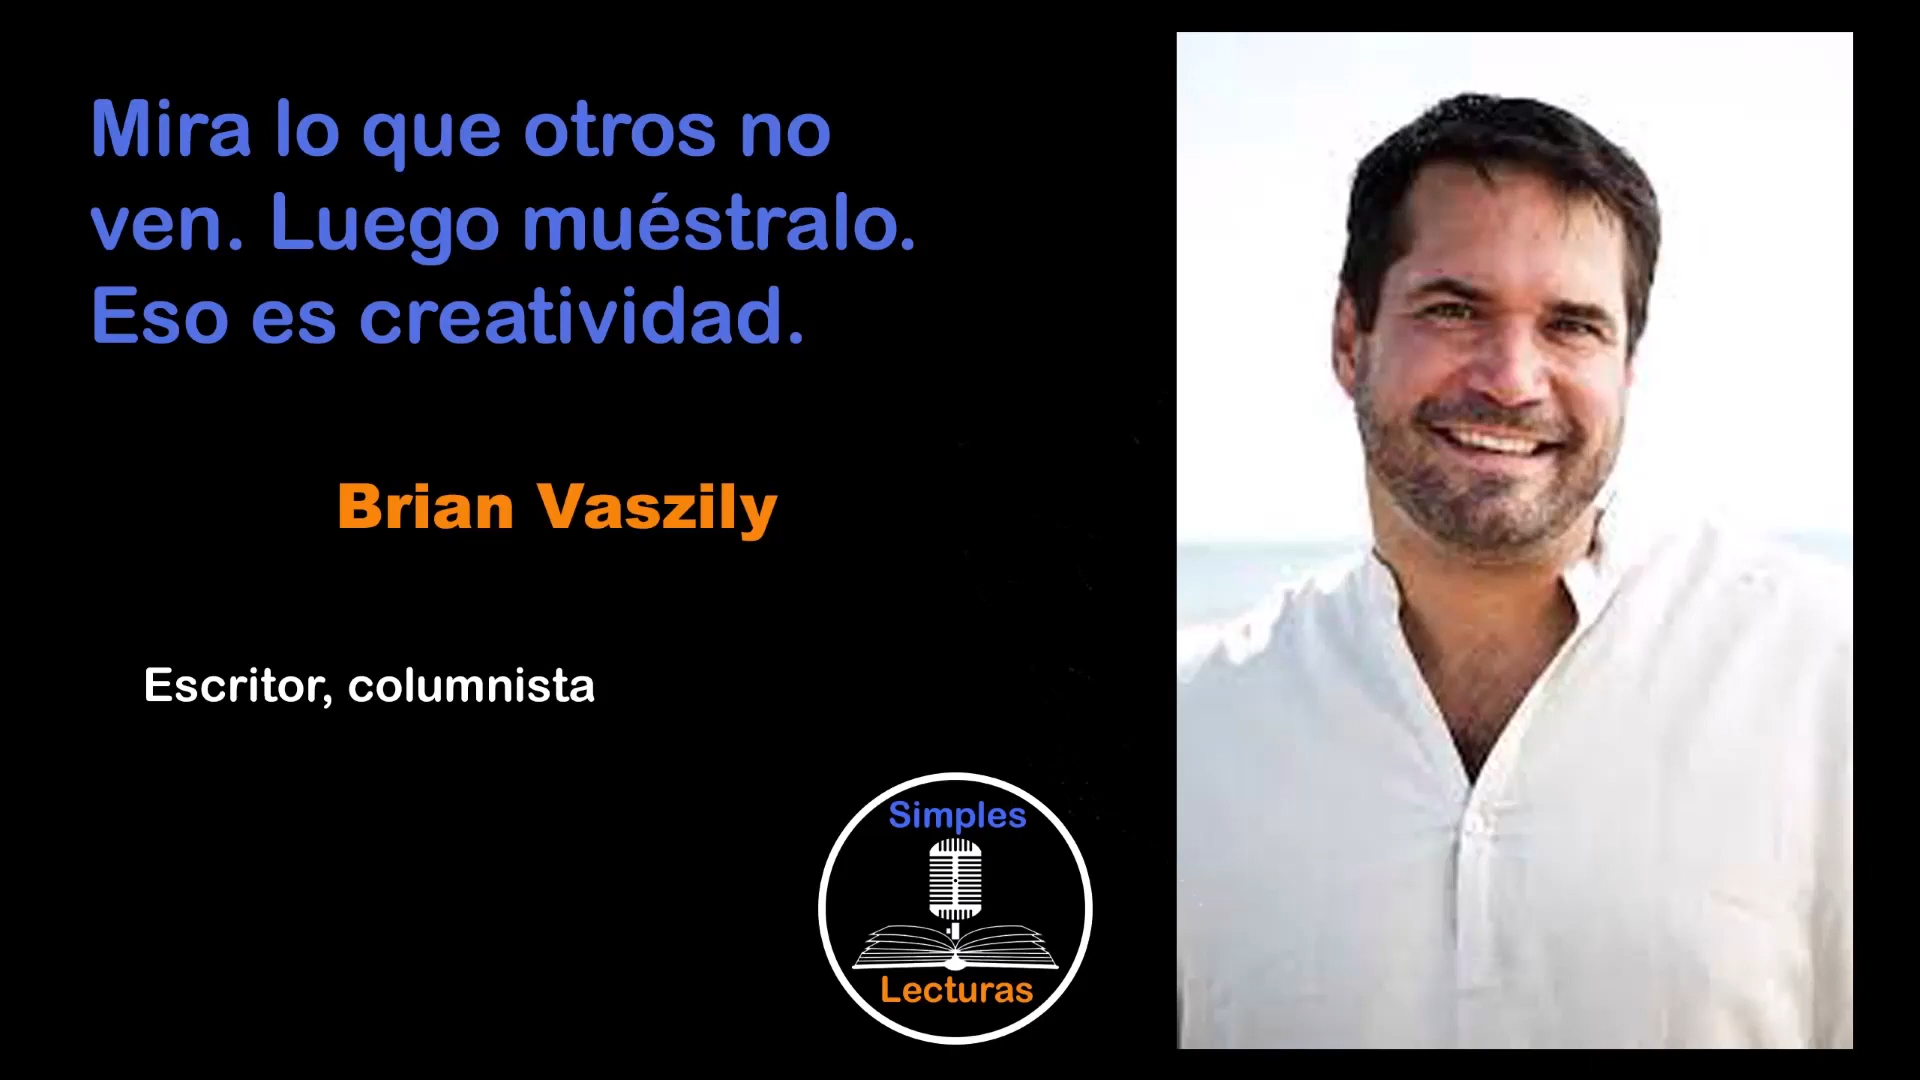 Mira lo que otros no
ven. Luego muéstralo.
Eso es creatividad.
Brian Vaszily
Escritor, columnista
Simples
Lecturas